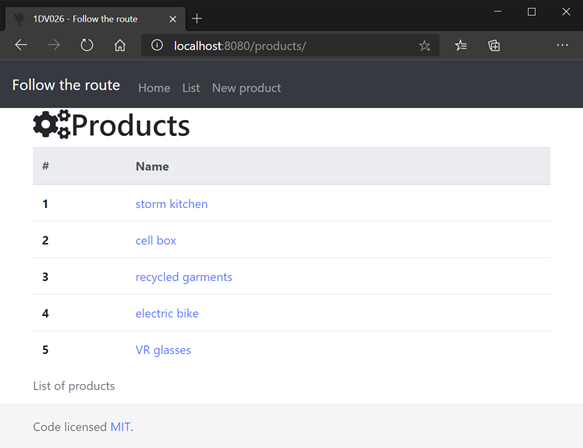 1DV026 - Follow the route
localhost:8080/products/
Follow the route Home List New product
Products
# Name
1 storm kitchen
2 cell box
3 recycled garments
4 electric bike
5 VR glasses
List of products
Code licensed MIT.